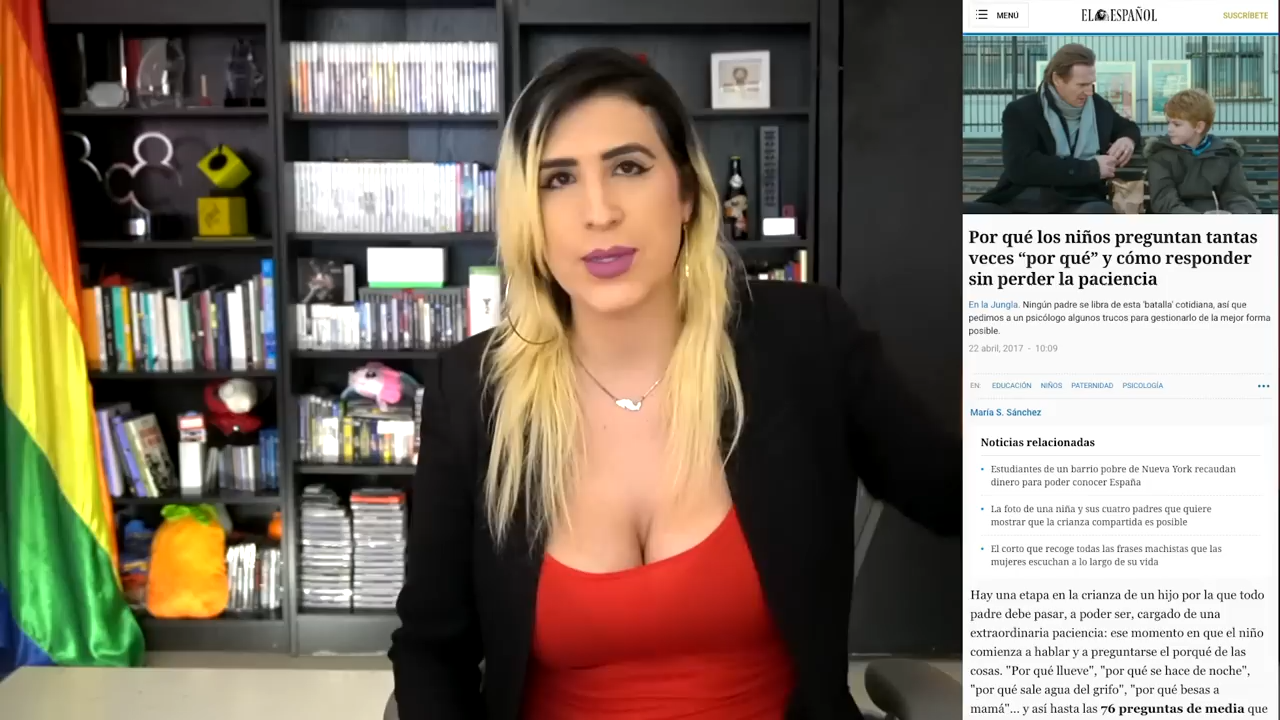 MENÚ
EL ESPAÑOL
SUSCRÍBETE
Por qué los niños preguntan tantas
veces “por qué” y cómo responder
sin perder la paciencia
En la Jungla. Ningún padre se libra de esta 'batalla' cotidiana, así que
pedimos a un psicólogo algunos trucos para gestionarlo de la mejor forma
posible.
22 abril, 2017 - 10:09
EN: EDUCACIÓN NIÑOS PATERNIDAD PSICOLOGÍA
María S. Sánchez
Noticias relacionadas
Estudiantes de un barrio pobre de Nueva York recaudan
dinero para poder conocer España
La foto de una niña y sus cuatro padres que quiere
mostrar que la crianza compartida es posible
El corto que recoge todas las frases machistas que las
mujeres escuchan a lo largo de su vida
Hay una etapa en la crianza de un hijo por la que todo
padre debe pasar, a poder ser, cargado de una
extraordinaria paciencia: ese momento en que el niño
comienza a hablar y a preguntarse el porqué de las
cosas. "Por qué llueve", "por qué se hace de noche",
"por qué sale agua del grifo", "por qué besas a
mamá"... y así hasta las 76 preguntas de media que